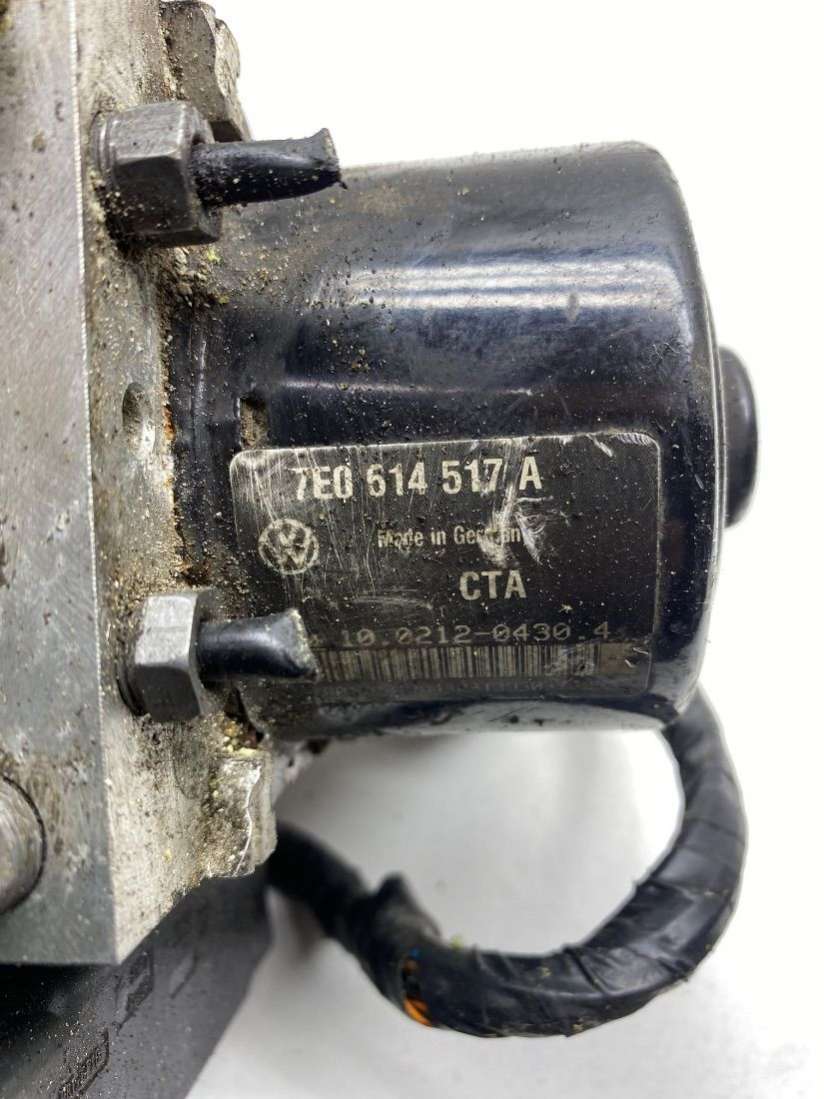 7E0 614 517 A
Made in Germany
CTA
10.0212-0430.4